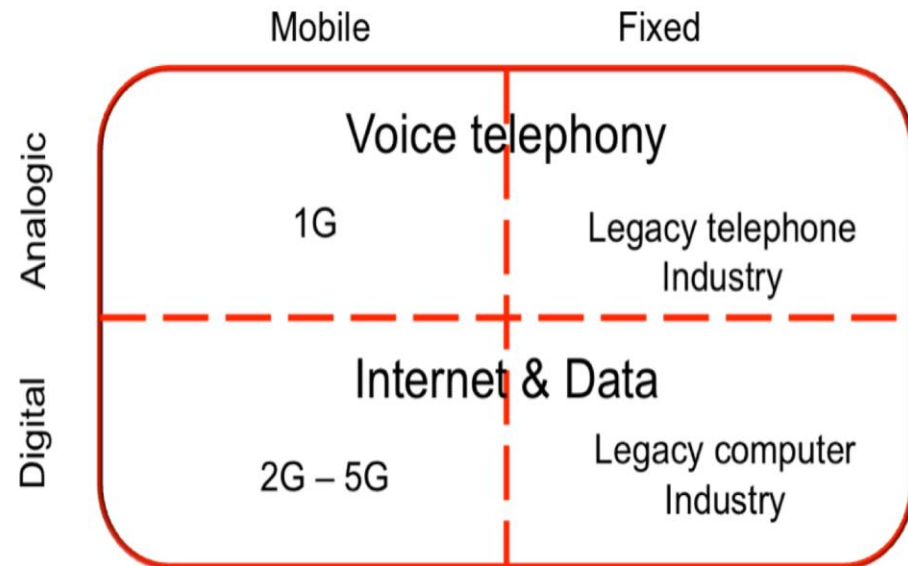 Mobile
Fixed
Analogic
Voice telephony
1G
Legacy telephone
Industry
Digital
Internet & Data
2G – 5G
Legacy computer
Industry